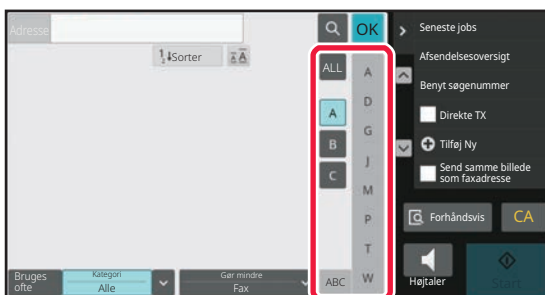 Adresse
OK
Sorter
ALL
A
B
C
ABC
A
D
G
J
M
P
T
W
Bruges
ofte
Kategori
Alle
Gør mindre
Fax
Seneste jobs
Afsendelsesoversigt
Benyt søgenummer
Direkte TX
Tilføj Ny
Send samme billede
som faxadresse
Forhåndsvis
CA
Højtaler
Start